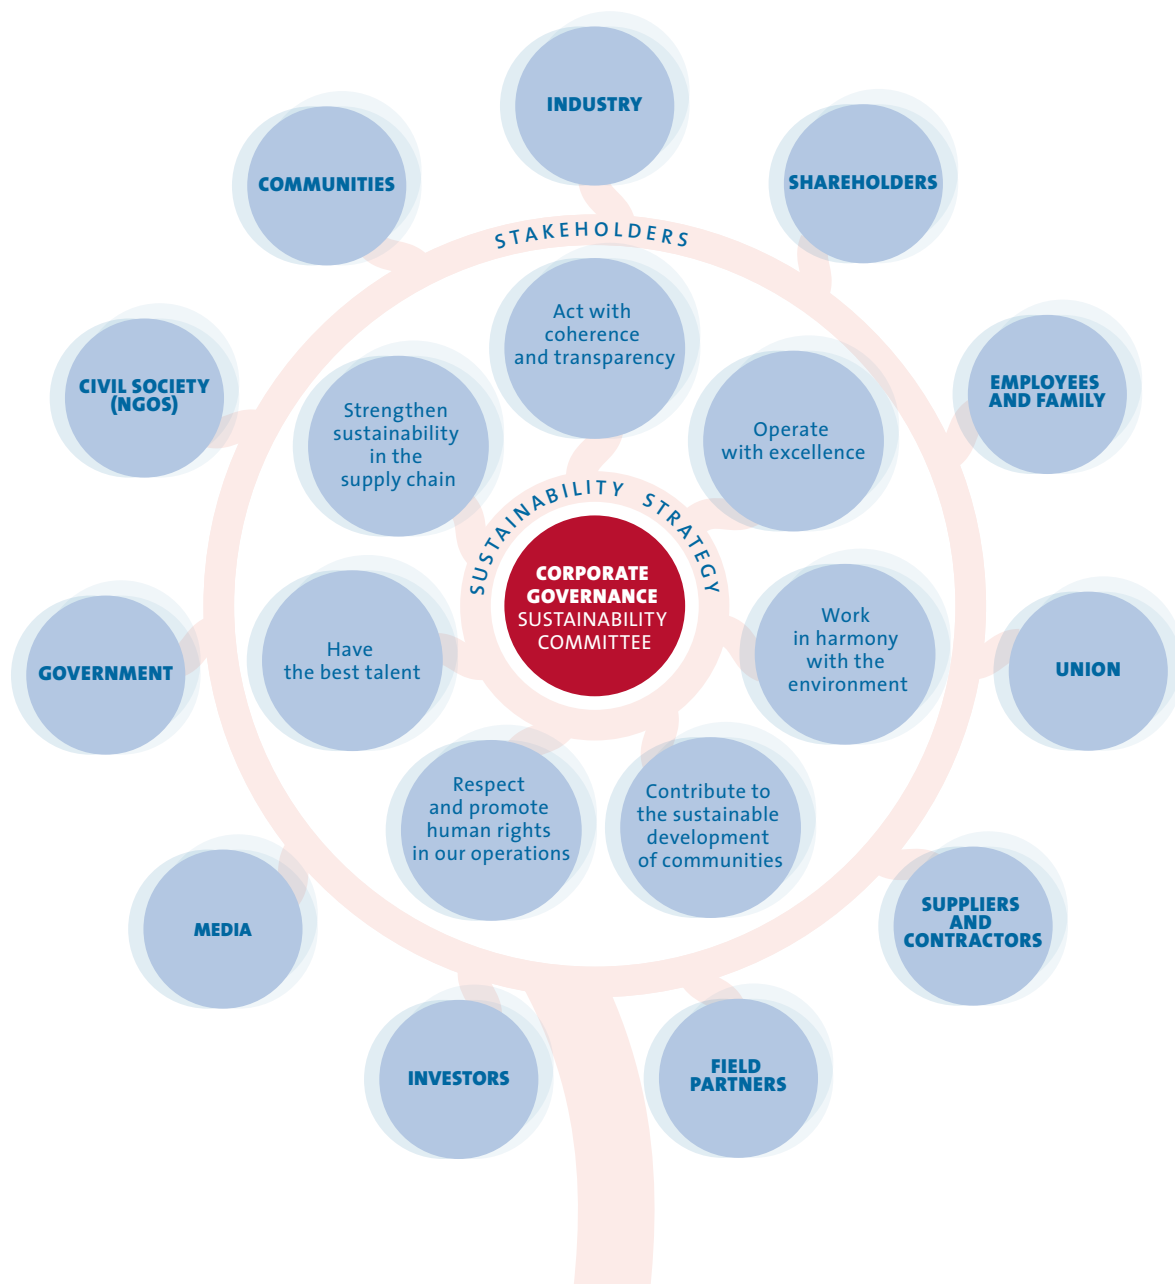 INDUSTRY
COMMUNITIES
SHAREHOLDERS
STAKEHOLDERS
Act with
coherence
and transparency
CIVIL SOCIETY
(NGOS)
Strengthen
sustainability
in the
supply chain
Operate
with excellence
EMPLOYEES
AND FAMILY
SUSTAINABILITY STRATEGY
CORPORATE
GOVERNANCE
SUSTAINABILITY
COMMITTEE
GOVERNMENT
Have
the best talent
Work
in harmony
with the
environment
UNION
Respect
and promote
human rights
in our operations
Contribute to
the sustainable
development
of communities
MEDIA
SUPPLIERS
AND
CONTRACTORS
INVESTORS
FIELD
PARTNERS